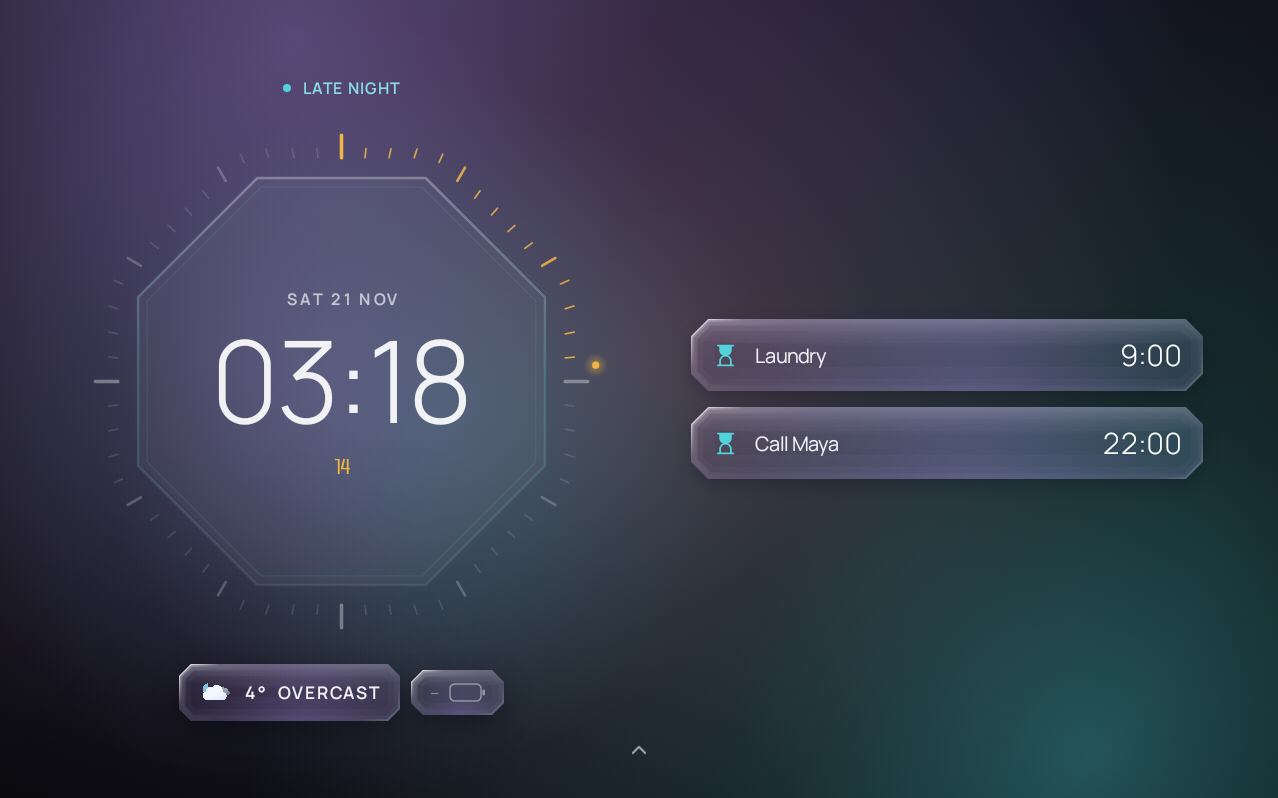 LATE NIGHT
SAT 21 NOV
03:18
14
Laundry 9:00
Call Maya 22:00
4° OVERCAST
–